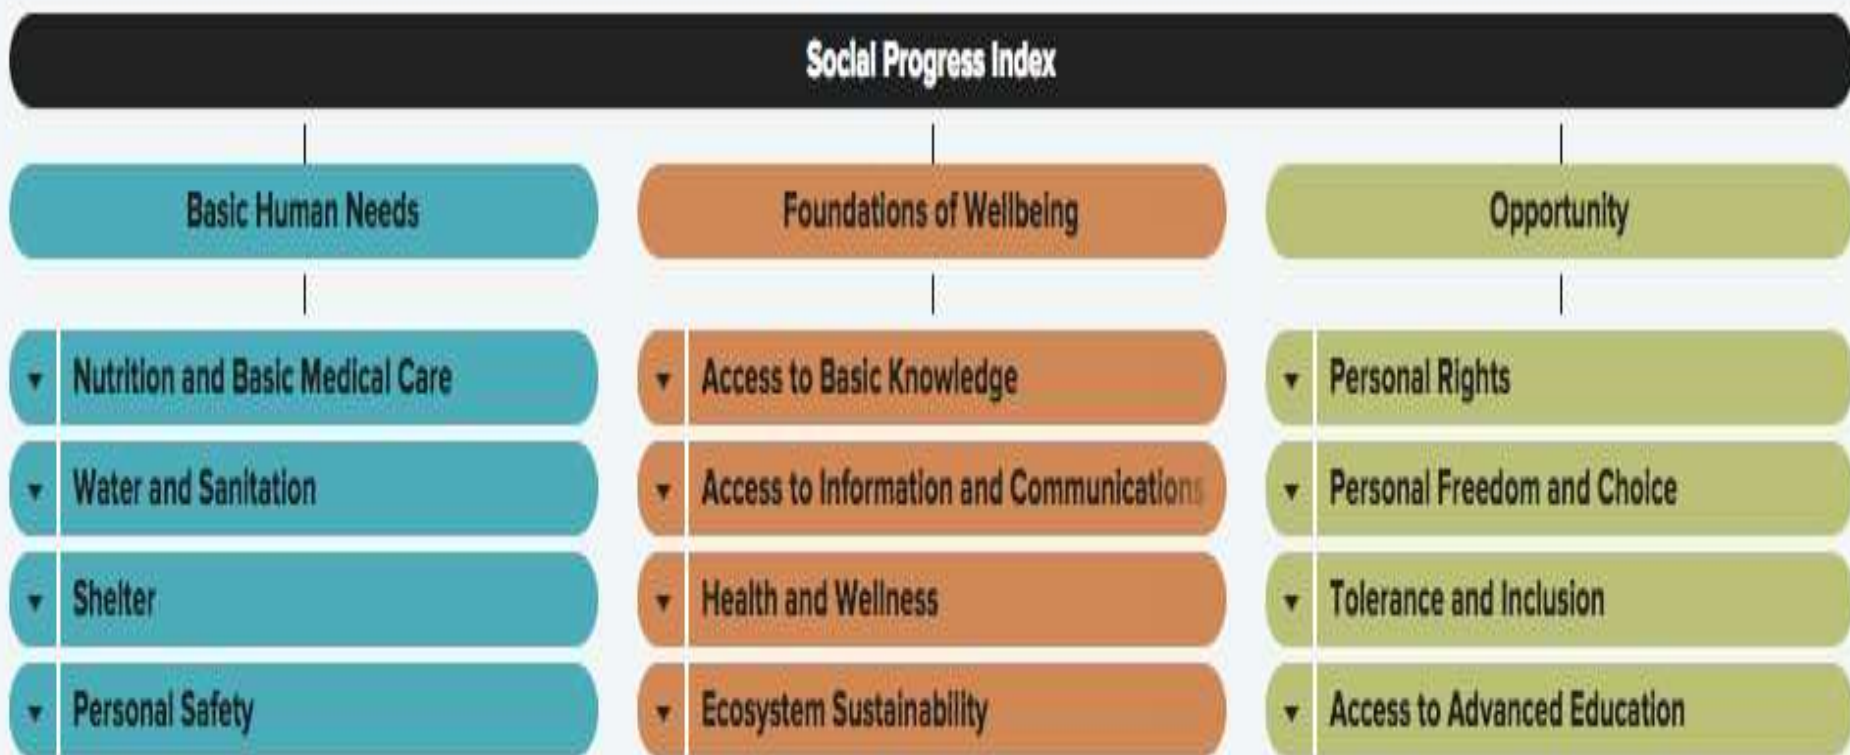 Social Progress Index
Basic Human Needs
Foundations of Wellbeing
Opportunity
Nutrition and Basic Medical Care
Access to Basic Knowledge
Personal Rights
Water and Sanitation
Access to Information and Communications
Personal Freedom and Choice
Shelter
Health and Wellness
Tolerance and Inclusion
Personal Safety
Ecosystem Sustainability
Access to Advanced Education